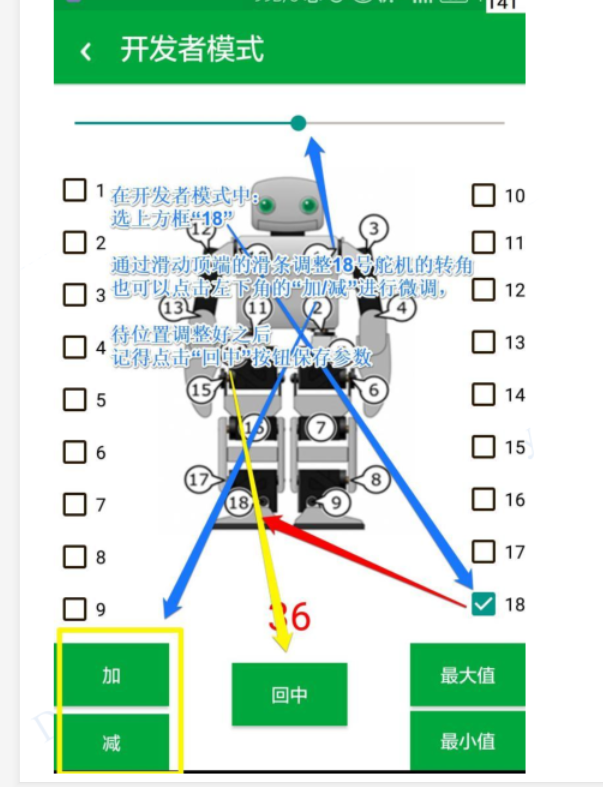 141
‹ 开发者模式
1
2
3
4
5
6
7
8
9
在开发者模式中：
选上方框“18”
通过滑动顶端的滑条调整18号舵机的转角
也可以点击左下角的“加/减”进行微调，
待位置调整好之后
记得点击“回中”按钮保存参数
12
3
13
11
2
4
15
6
16
7
17
8
18
9
10
11
12
13
14
15
16
17
18
36
加
减
回中
最大值
最小值